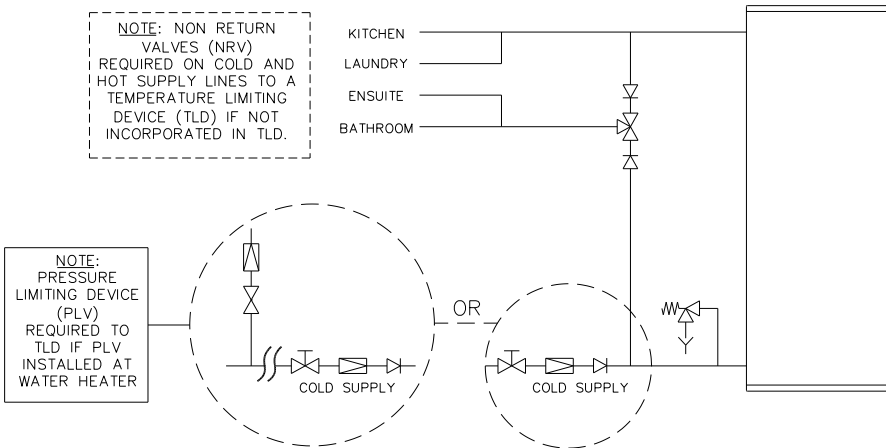 NOTE: NON RETURN
VALVES (NRV)
REQUIRED ON COLD AND
HOT SUPPLY LINES TO A
TEMPERATURE LIMITING
DEVICE (TLD) IF NOT
INCORPORATED IN TLD.
KITCHEN
LAUNDRY
ENSUITE
BATHROOM
NOTE:
PRESSURE
LIMITING DEVICE
(PLV)
REQUIRED TO
TLD IF PLV
INSTALLED AT
WATER HEATER
OR
COLD SUPPLY
COLD SUPPLY